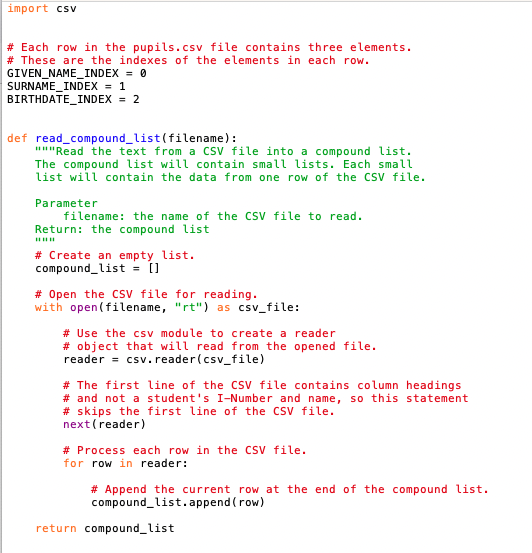 import csv
# Each row in the pupils.csv file contains three elements.
# These are the indexes of the elements in each row.
GIVEN_NAME_INDEX = 0
SURNAME_INDEX = 1
BIRTHDATE_INDEX = 2
def read_compound_list(filename):
    """Read the text from a CSV file into a compound list.
    The compound list will contain small lists. Each small
    list will contain the data from one row of the CSV file.
    Parameter
        filename: the name of the CSV file to read.
    Return: the compound list
    """
    # Create an empty list.
    compound_list = []
    # Open the CSV file for reading.
    with open(filename, "rt") as csv_file:
        # Use the csv module to create a reader
        # object that will read from the opened file.
        reader = csv.reader(csv_file)
        # The first line of the CSV file contains column headings
        # and not a student's I-Number and name, so this statement
        # skips the first line of the CSV file.
        next(reader)
        # Process each row in the CSV file.
        for row in reader:
            # Append the current row at the end of the compound list.
            compound_list.append(row)
    return compound_list